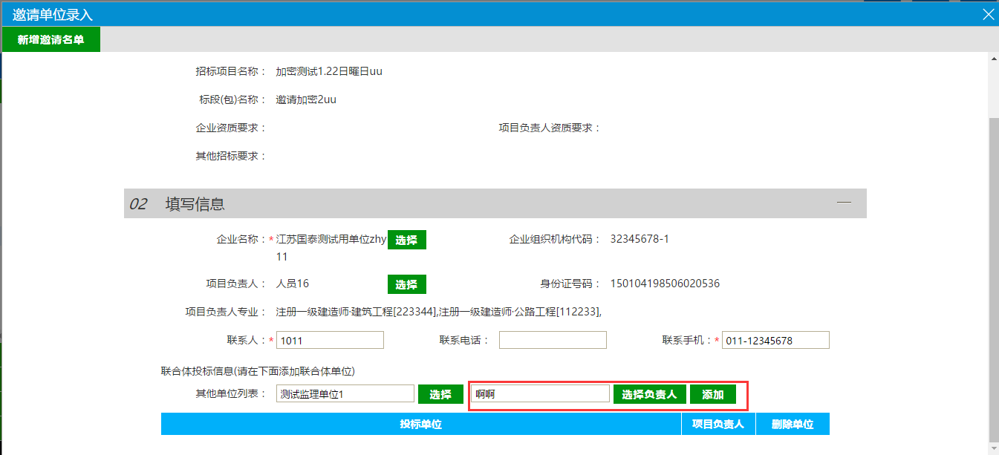 邀请单位录入
新增邀请名单
招标项目名称： 加密测试1.22日曜日uu
标段(包)名称： 邀请加密2uu
企业资质要求： 项目负责人资质要求：
其他招标要求：
02 填写信息
企业名称：*江苏国泰测试用单位zhy 选择 企业组织机构代码： 32345678-1
11
项目负责人： 人员16 选择 身份证号码： 150104198506020536
项目负责人专业： 注册一级建造师·建筑工程[223344],注册一级建造师·公路工程[112233],
联系人：* 1011 联系电话： 联系手机：* 011-12345678
联合体投标信息(请在下面添加联合体单位)
其他单位列表： 测试监理单位1 选择 啊啊 选择负责人 添加
投标单位 项目负责人 删除单位